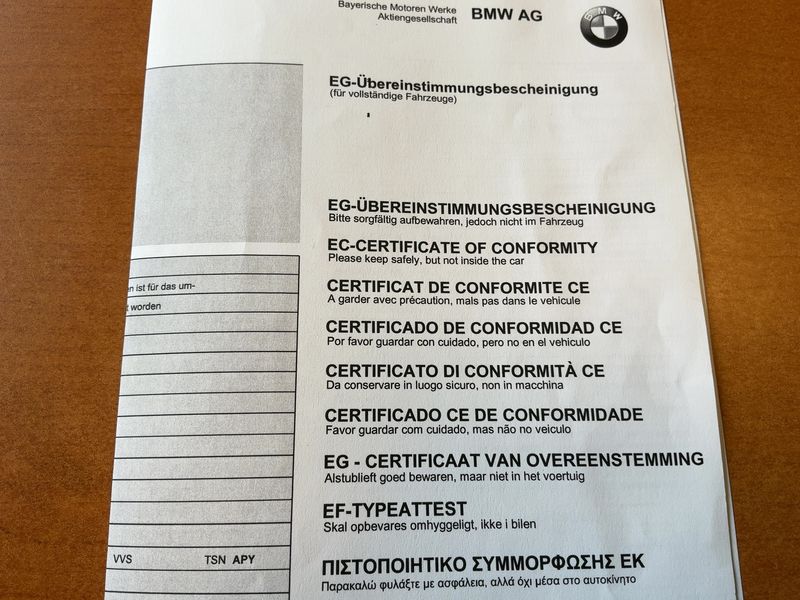 Bayerische Motoren Werke
Aktiengesellschaft
BMW AG
BMW
EG-Übereinstimmungsbescheinigung
(für vollständige Fahrzeuge)
EG-ÜBEREINSTIMMUNGSBESCHEINIGUNG
Bitte sorgfältig aufbewahren, jedoch nicht im Fahrzeug
EC-CERTIFICATE OF CONFORMITY
Please keep safely, but not inside the car
CERTIFICAT DE CONFORMITE CE
A garder avec précaution, mals pas dans le vehicule
CERTIFICADO DE CONFORMIDAD CE
Por favor guardar con cuidado, pero no en el vehiculo
CERTIFICATO DI CONFORMITÀ CE
Da conservare in luogo sicuro, non in macchina
CERTIFICADO CE DE CONFORMIDADE
Favor guardar com cuidado, mas não no veiculo
EG - CERTIFICAAT VAN OVEREENSTEMMING
Alstublieft goed bewaren, maar niet in het voertuig
EF-TYPEATTEST
Skal opbevares omhyggeligt, ikke i bilen
ΠΙΣΤΟΠΟΙΗΤΙΚΟ ΣΥΜΜΟΡΦΩΣΗΣ ΕΚ
Παρακαλώ φυλάξτε με ασφάλεια, αλλά όχι μέσα στο αυτοκίνητο
en ist für das um-
t worden
VVS TSN APY